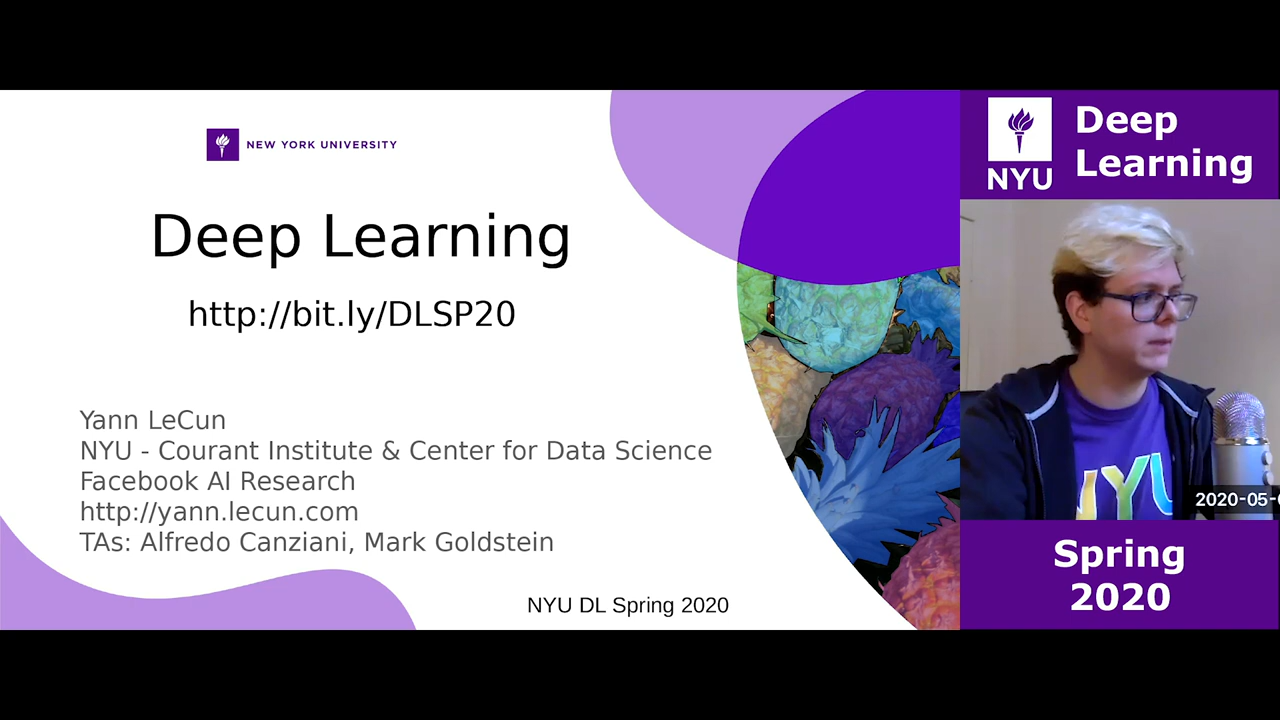 NEW YORK UNIVERSITY
Deep Learning
http://bit.ly/DLSP20
Yann LeCun
NYU - Courant Institute & Center for Data Science
Facebook AI Research
http://yann.lecun.com
TAs: Alfredo Canziani, Mark Goldstein
NYU DL Spring 2020
NYU
Deep
Learning
NYU
2020-05-
Spring
2020